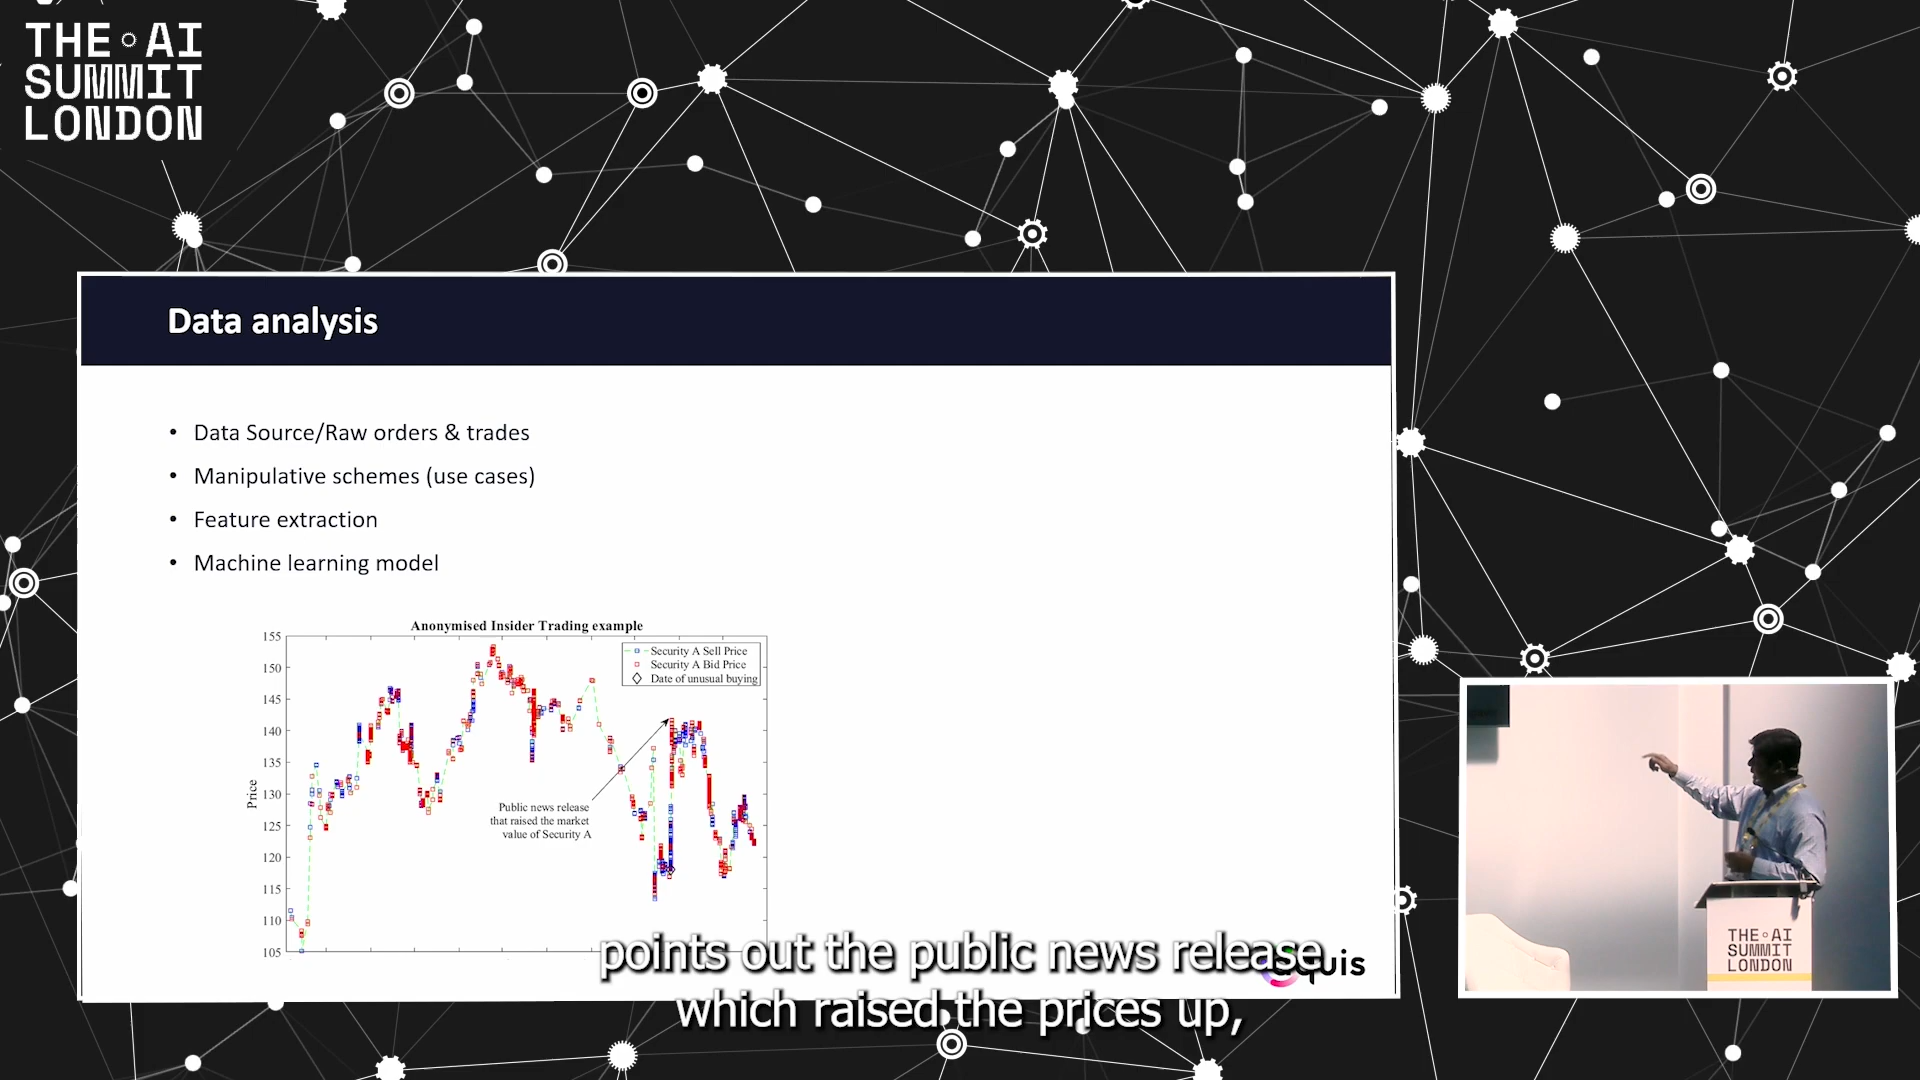 THE AI
SUMMIT
LONDON
Data analysis
• Data Source/Raw orders & trades
• Manipulative schemes (use cases)
• Feature extraction
• Machine learning model
Anonymised Insider Trading example
155
150
145
140
135
130
125
120
115
110
105
Price
Security A Sell Price
Security A Bid Price
Date of unusual buying
Public news release
that raised the market
value of Security A
aquis
points out the public news release
which raised the prices up,
THE AI
SUMMIT
LONDON